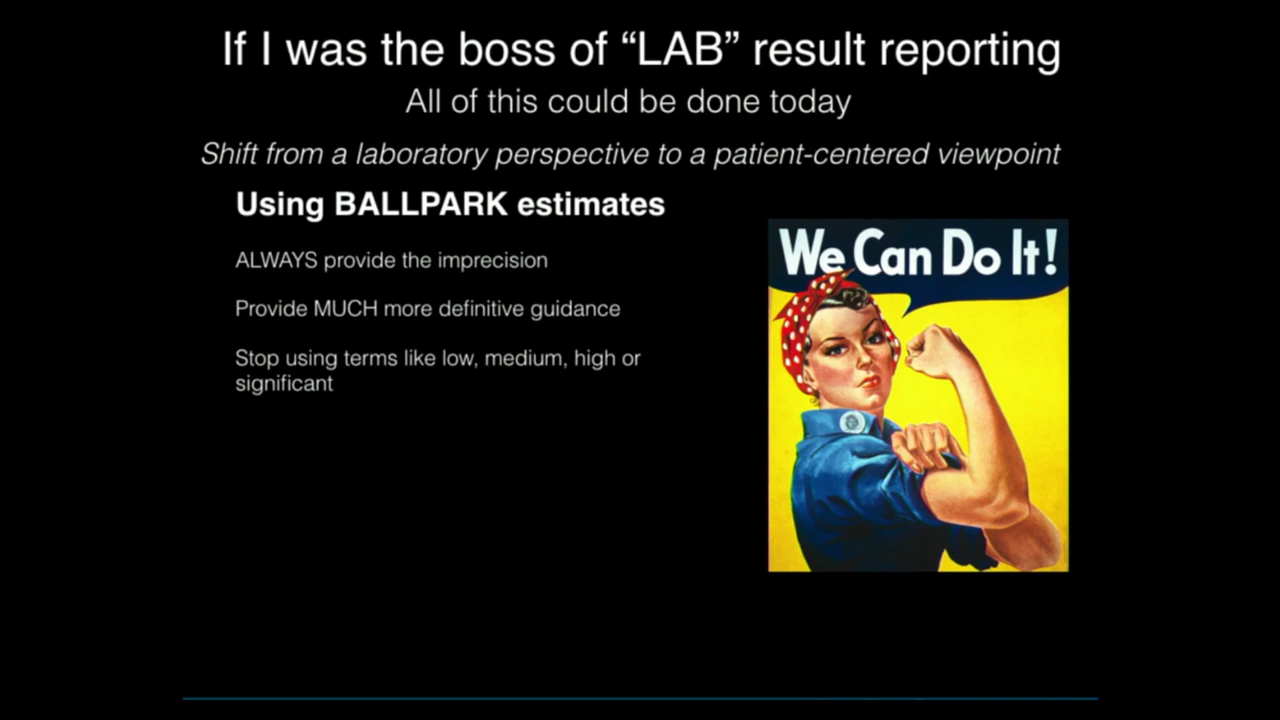 If I was the boss of “LAB” result reporting
All of this could be done today
Shift from a laboratory perspective to a patient-centered viewpoint
Using BALLPARK estimates
ALWAYS provide the imprecision
Provide MUCH more definitive guidance
Stop using terms like low, medium, high or
significant
We Can Do It!